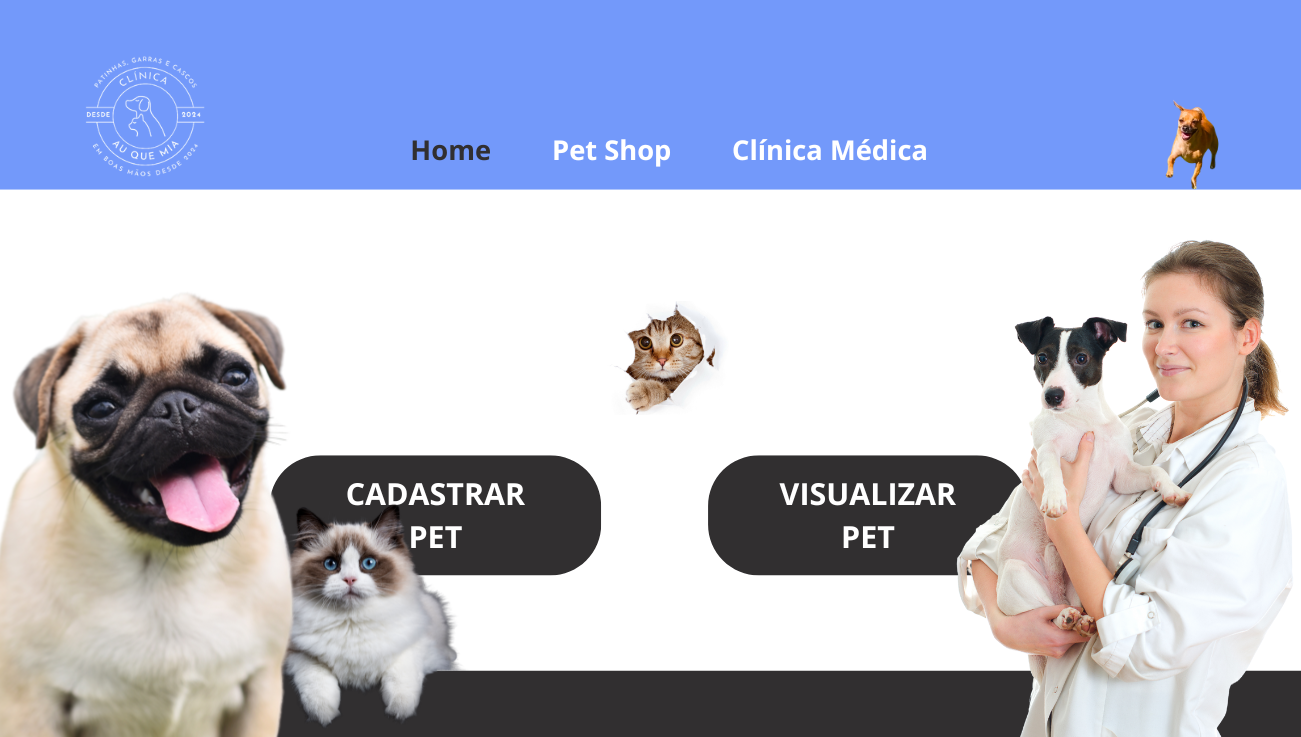 PATINHAS, GARRAS E CASCOS
CLÍNICA
DESDE 2024
AU QUE MIA
EM BOAS MÃOS DESDE 2024
Home Pet Shop Clínica Médica
CADASTRAR
PET
VISUALIZAR
PET